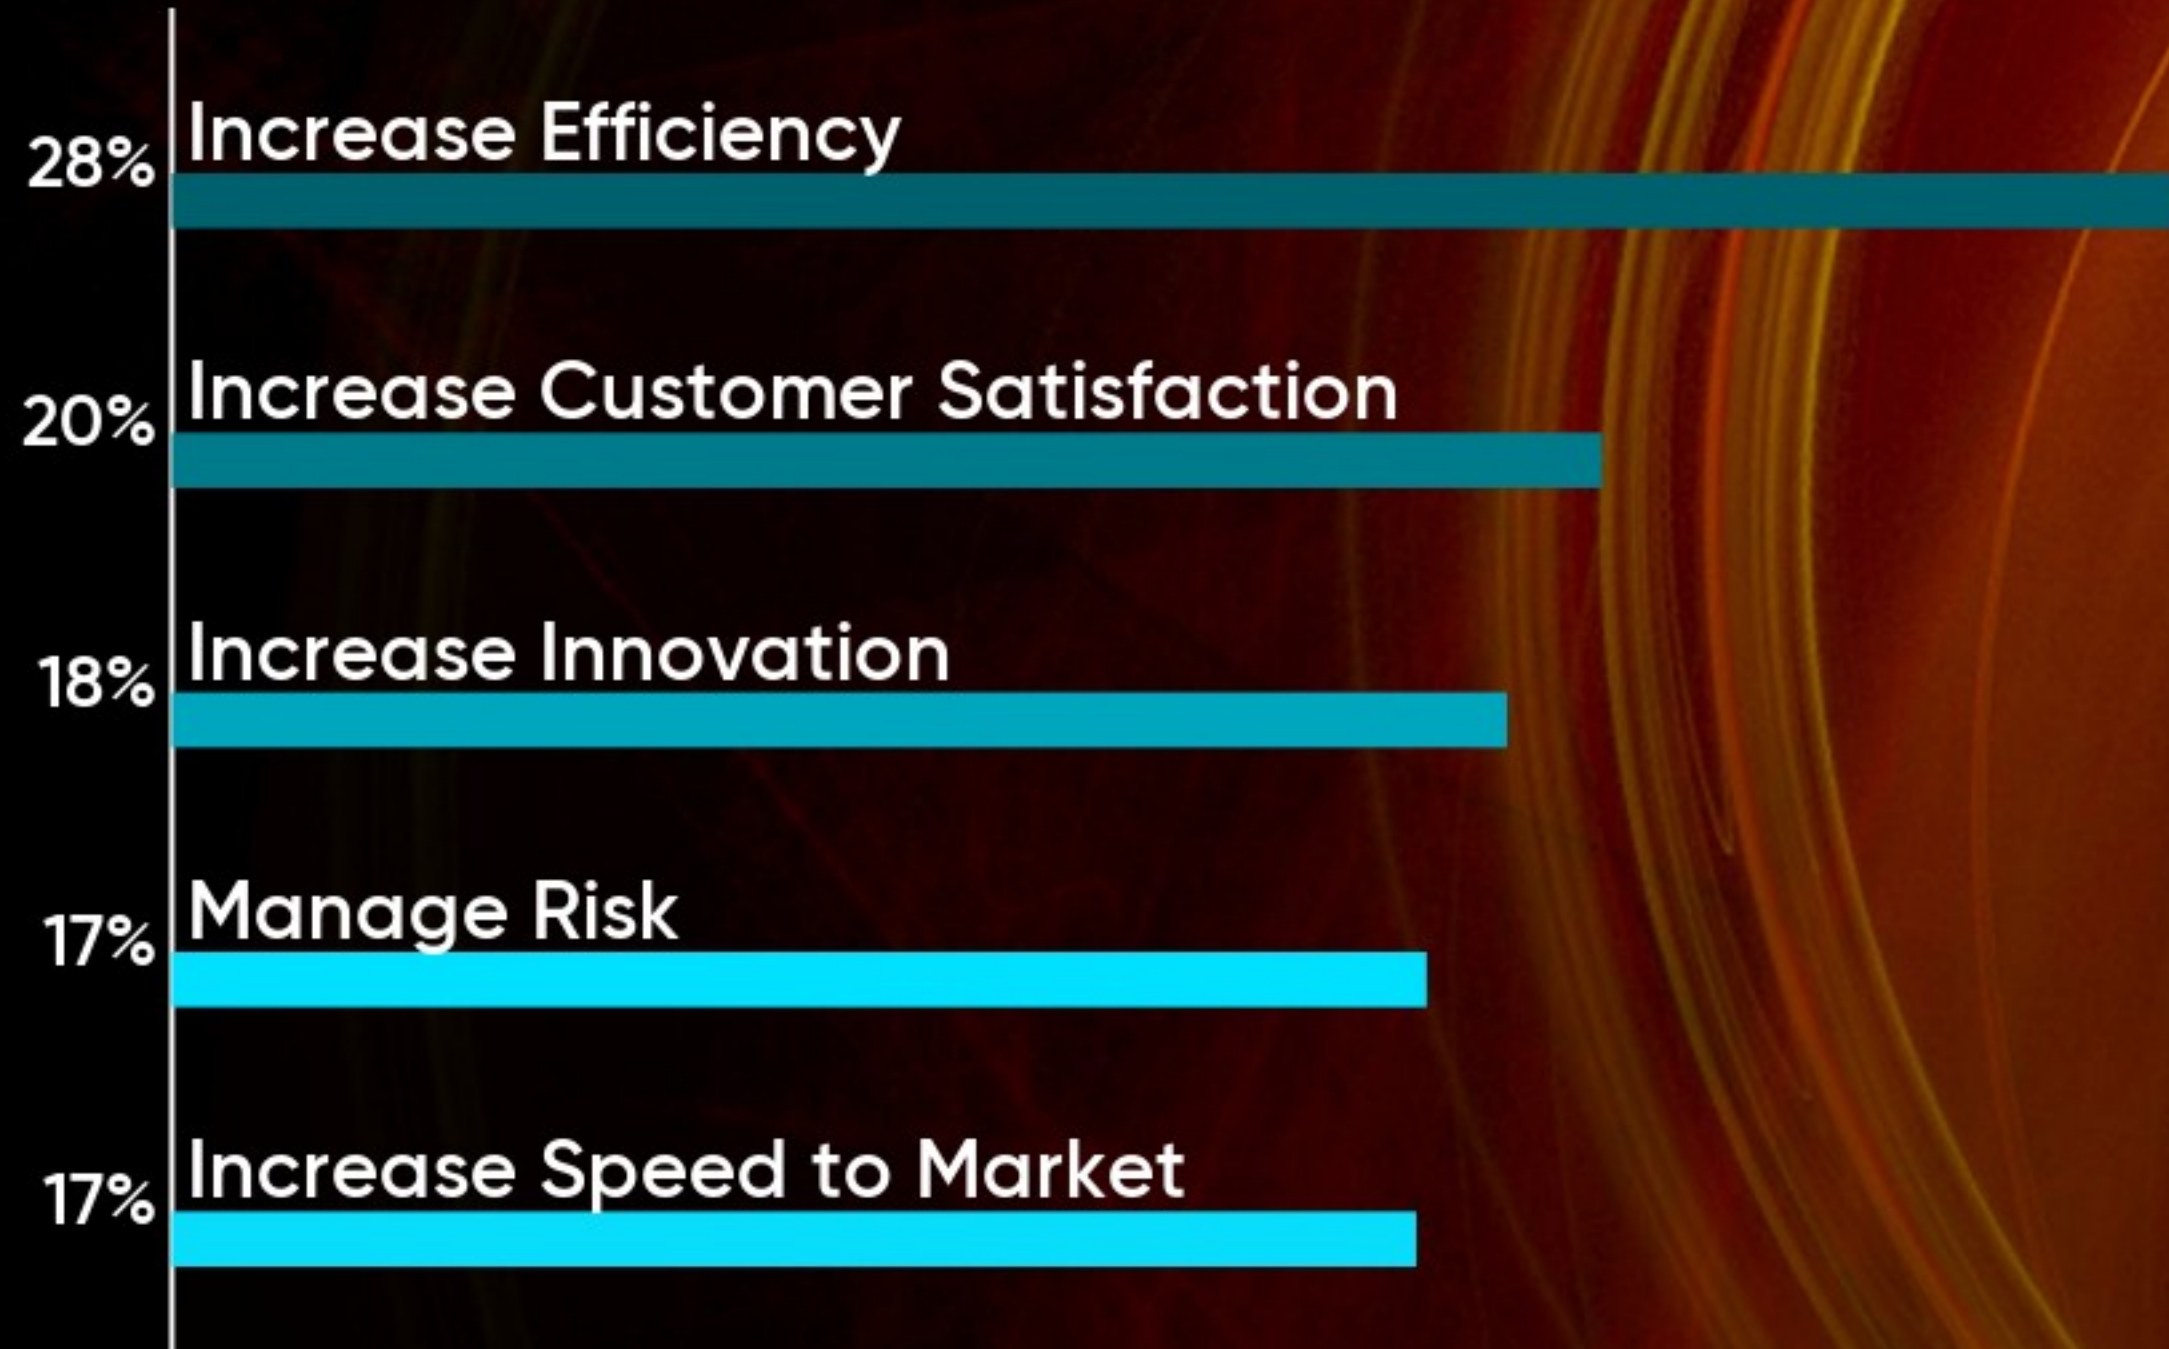 28% Increase Efficiency
20% Increase Customer Satisfaction
18% Increase Innovation
17% Manage Risk
17% Increase Speed to Market